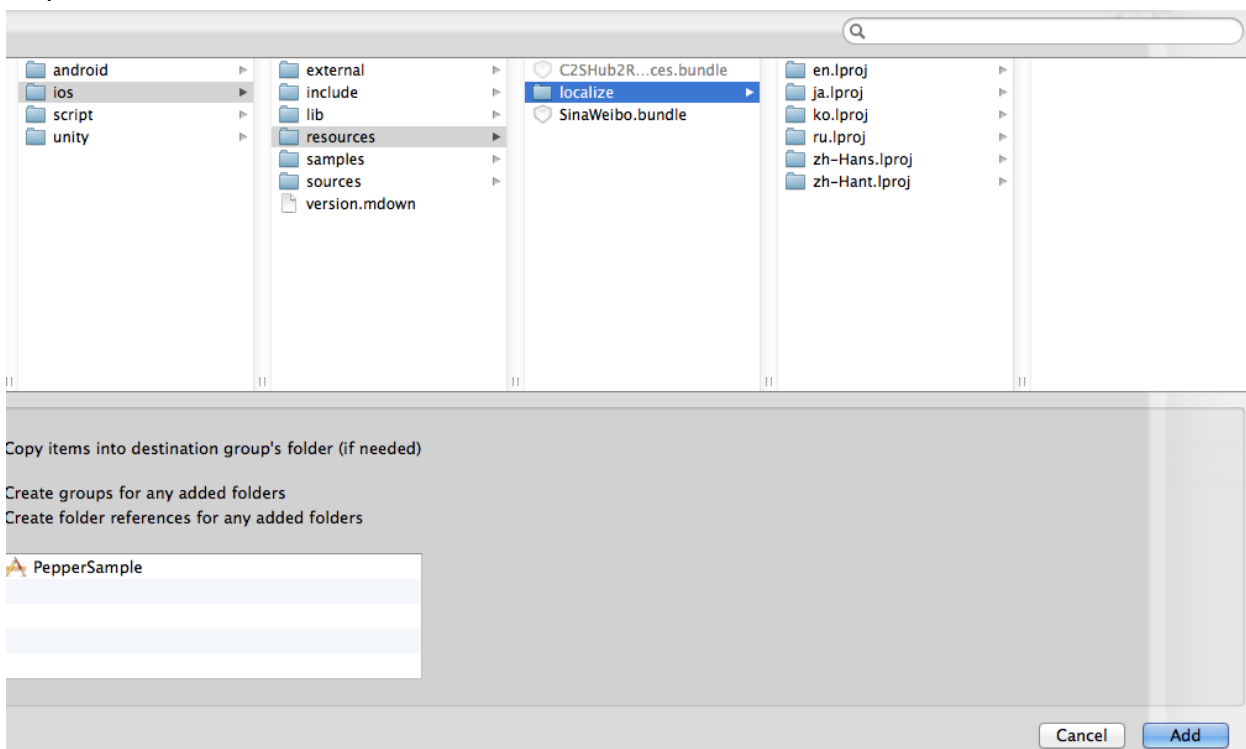 android
ios
script
unity
external
include
lib
resources
samples
sources
version.mdown
C2SHub2R...ces.bundle
localize
SinaWeibo.bundle
en.lproj
ja.lproj
ko.lproj
ru.lproj
zh-Hans.lproj
zh-Hant.lproj
Copy items into destination group's folder (if needed)
Create groups for any added folders
Create folder references for any added folders
PepperSample
Cancel
Add